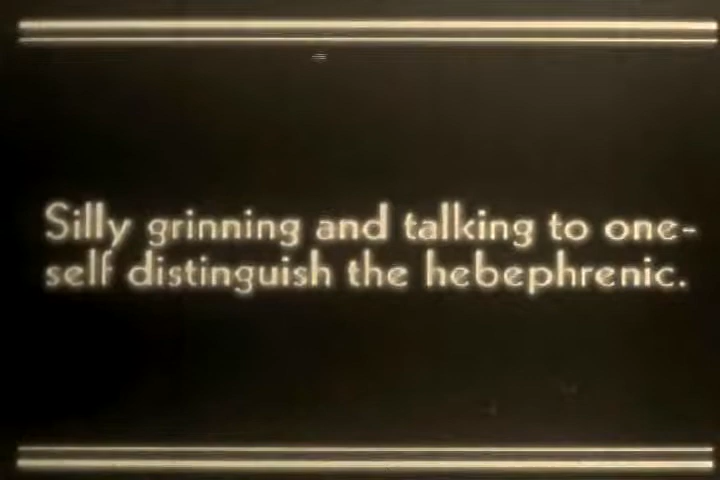 Silly grinning and talking to one-
self distinguish the hebephrenic.